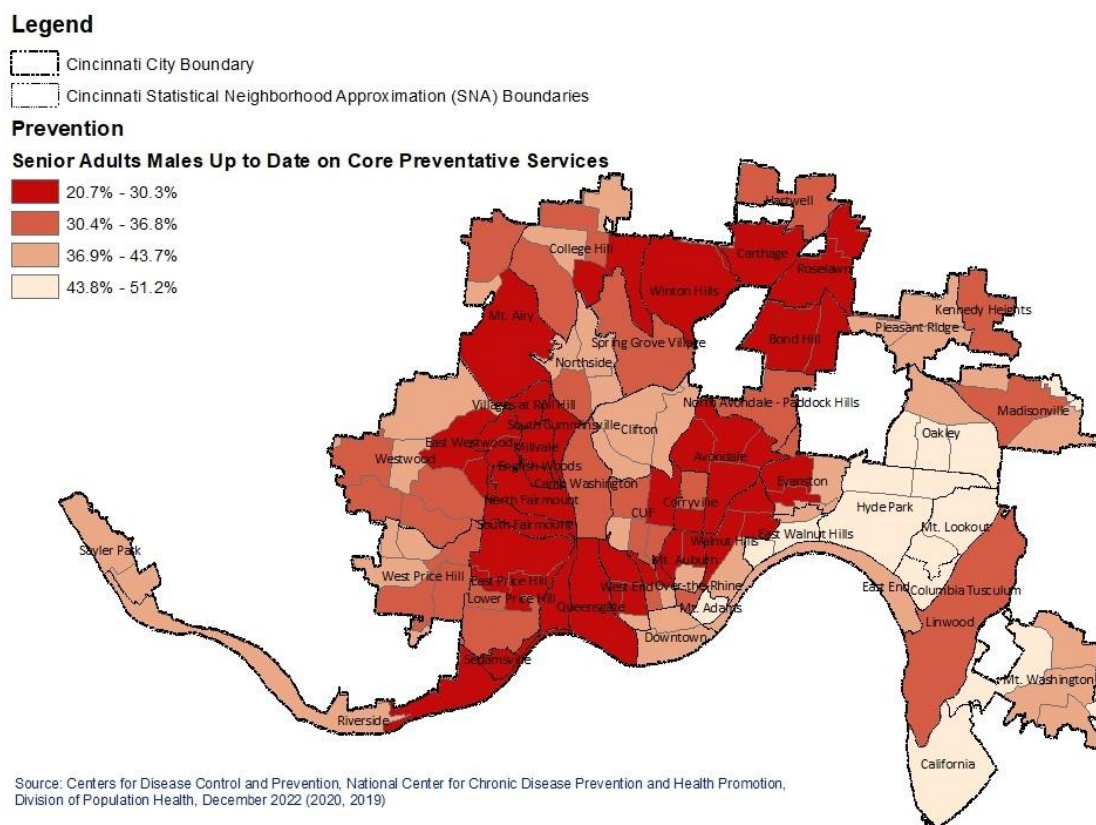 Legend
Cincinnati City Boundary
Cincinnati Statistical Neighborhood Approximation (SNA) Boundaries
Prevention
Senior Adults Males Up to Date on Core Preventative Services
20.7% - 30.3%
30.4% - 36.8%
36.9% - 43.7%
43.8% - 51.2%
Hartwell
College Hill
Carthage
Roselawn
Winton Hills
Mt. Airy
Kennedy Heights
Pleasant Ridge
Bond Hill
Spring Grove Village
Northside
Villages at Roll Hill
North Avondale - Paddock Hills
Madisonville
South Cumminsville
Clifton
Oakley
East Westwood
Millvale
Westwood
Avondale
English Woods
Camp Washington
Evanston
North Fairmount
Corryville
Hyde Park
CUF
South Fairmount
Mt. Lookout
Walnut Hills
East Walnut Hills
Sayler Park
Mt. Auburn
West Price Hill
East Price Hill
West End
Over-the-Rhine
East End
Columbia Tusculum
Lower Price Hill
Queensgate
Mt. Adams
Linwood
Downtown
Sedamsville
Mt. Washington
Riverside
California
Source: Centers for Disease Control and Prevention, National Center for Chronic Disease Prevention and Health Promotion,
Division of Population Health, December 2022 (2020, 2019)